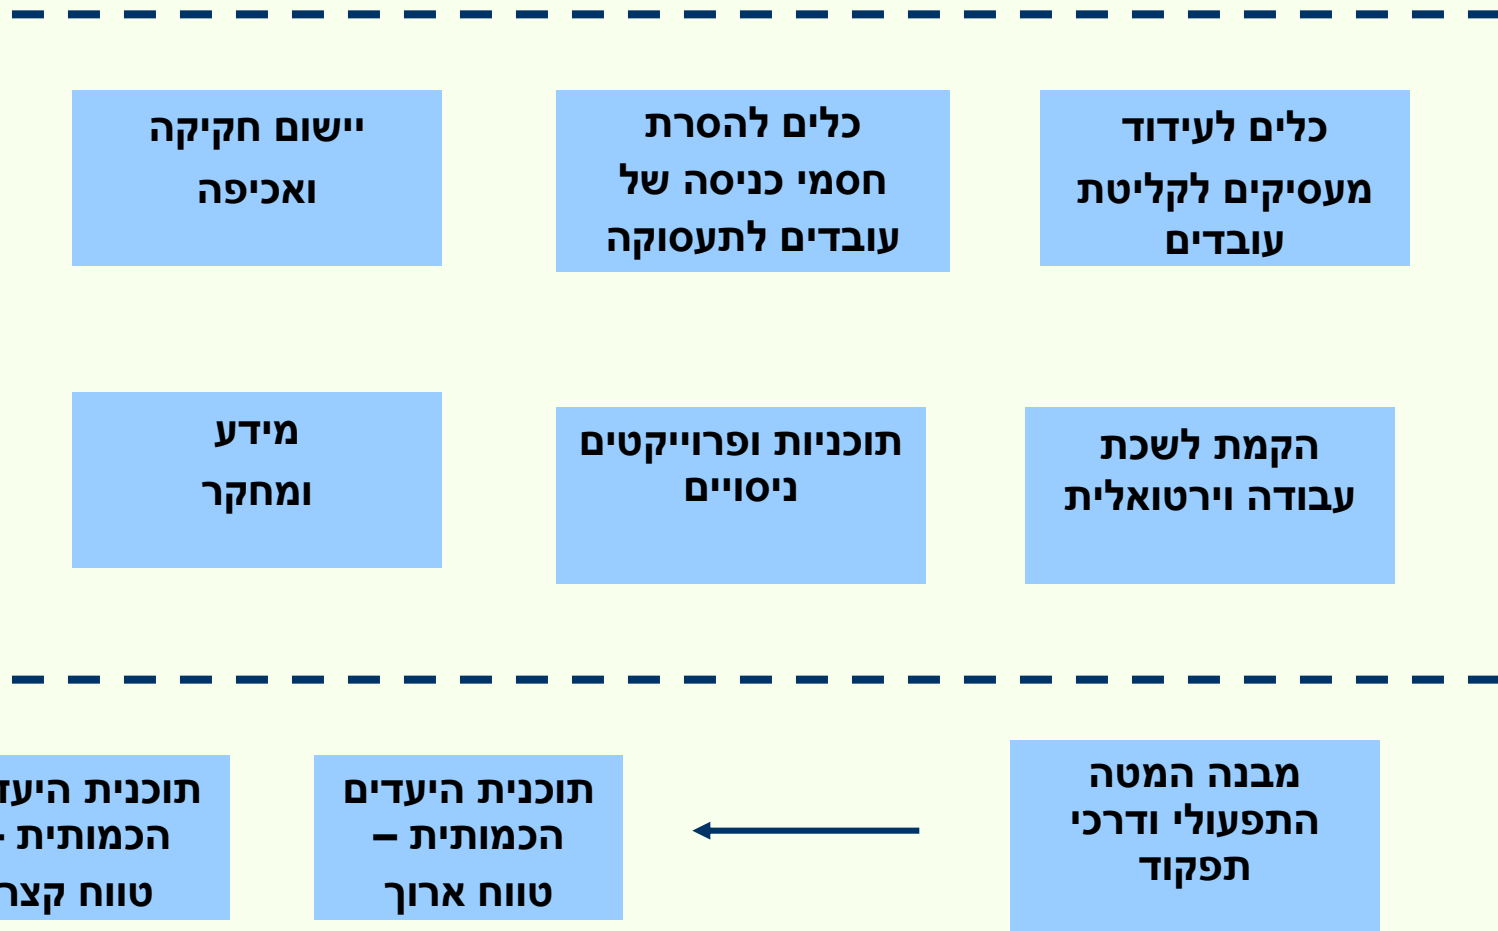 כלים לעידוד
מעסיקים לקליטת
עובדים
כלים להסרת
חסמי כניסה של
עובדים לתעסוקה
יישום חקיקה
ואכיפה
הקמת לשכת
עבודה וירטואלית
תוכניות ופרוייקטים
ניסויים
מידע
ומחקר
מבנה המטה
התפעולי ודרכי
תפקוד
תוכנית היעדים
הכמותית –
טווח ארוך
תוכנית
הכמותית –
טווח קצר